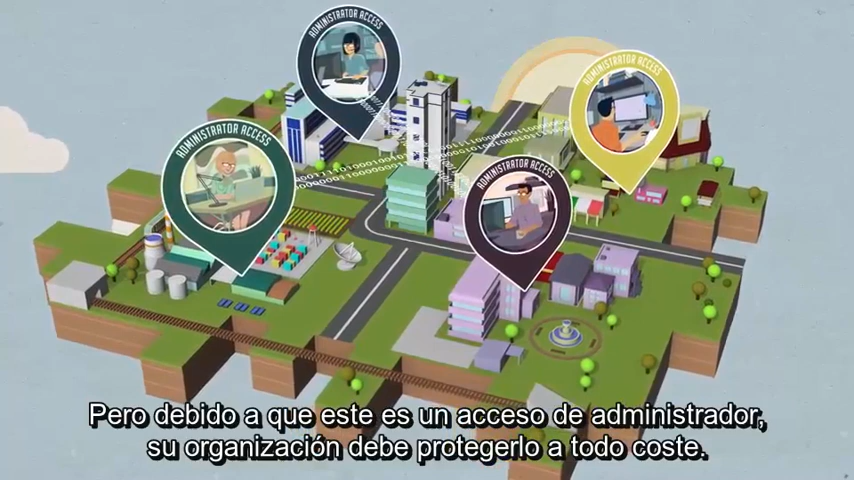 ADMINISTRATOR ACCESS
ADMINISTRATOR ACCESS
ADMINISTRATOR ACCESS
ADMINISTRATOR ACCESS
Pero debido a que este es un acceso de administrador,
su organización debe protegerlo a todo coste.